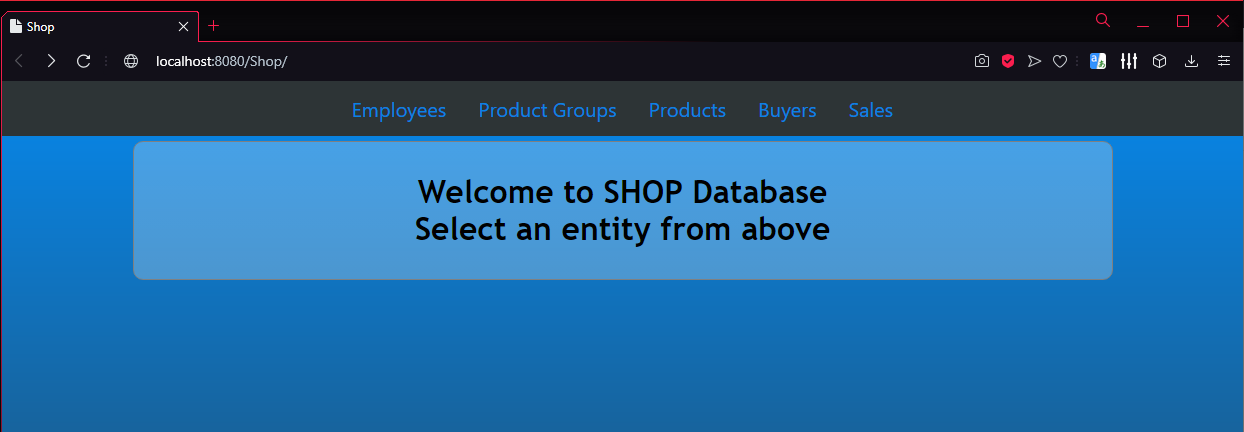 Shop
localhost:8080/Shop/
Employees Product Groups Products Buyers Sales
Welcome to SHOP Database
Select an entity from above